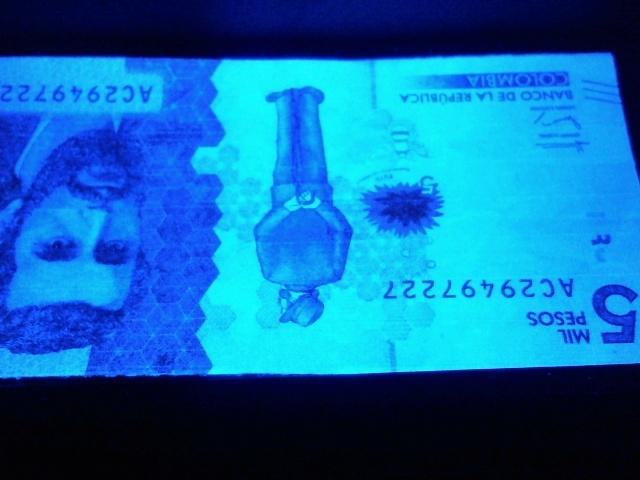 5 MIL
PESOS
AC29497227
5
BANCO DE LA REPÚBLICA
COLOMBIA
AC2949722